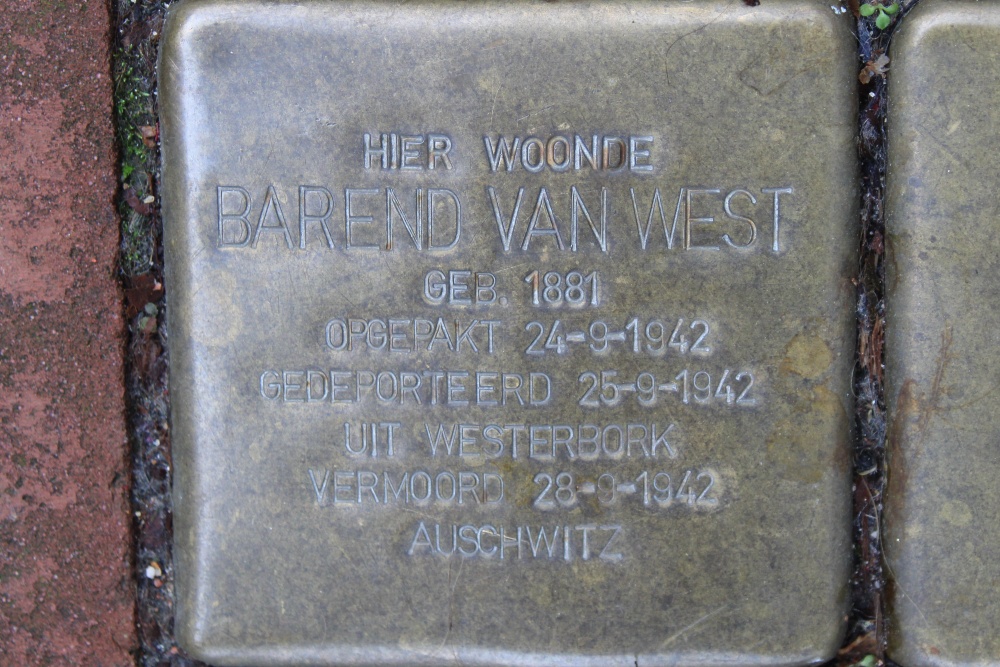 HIER WOONDE
BAREND VAN WEST
GEB. 1881
OPGEPAKT 24-9-1942
GEDEPORTEERD 25-9-1942
UIT WESTERBORK
VERMOORD 28-9-1942
AUSCHWITZ